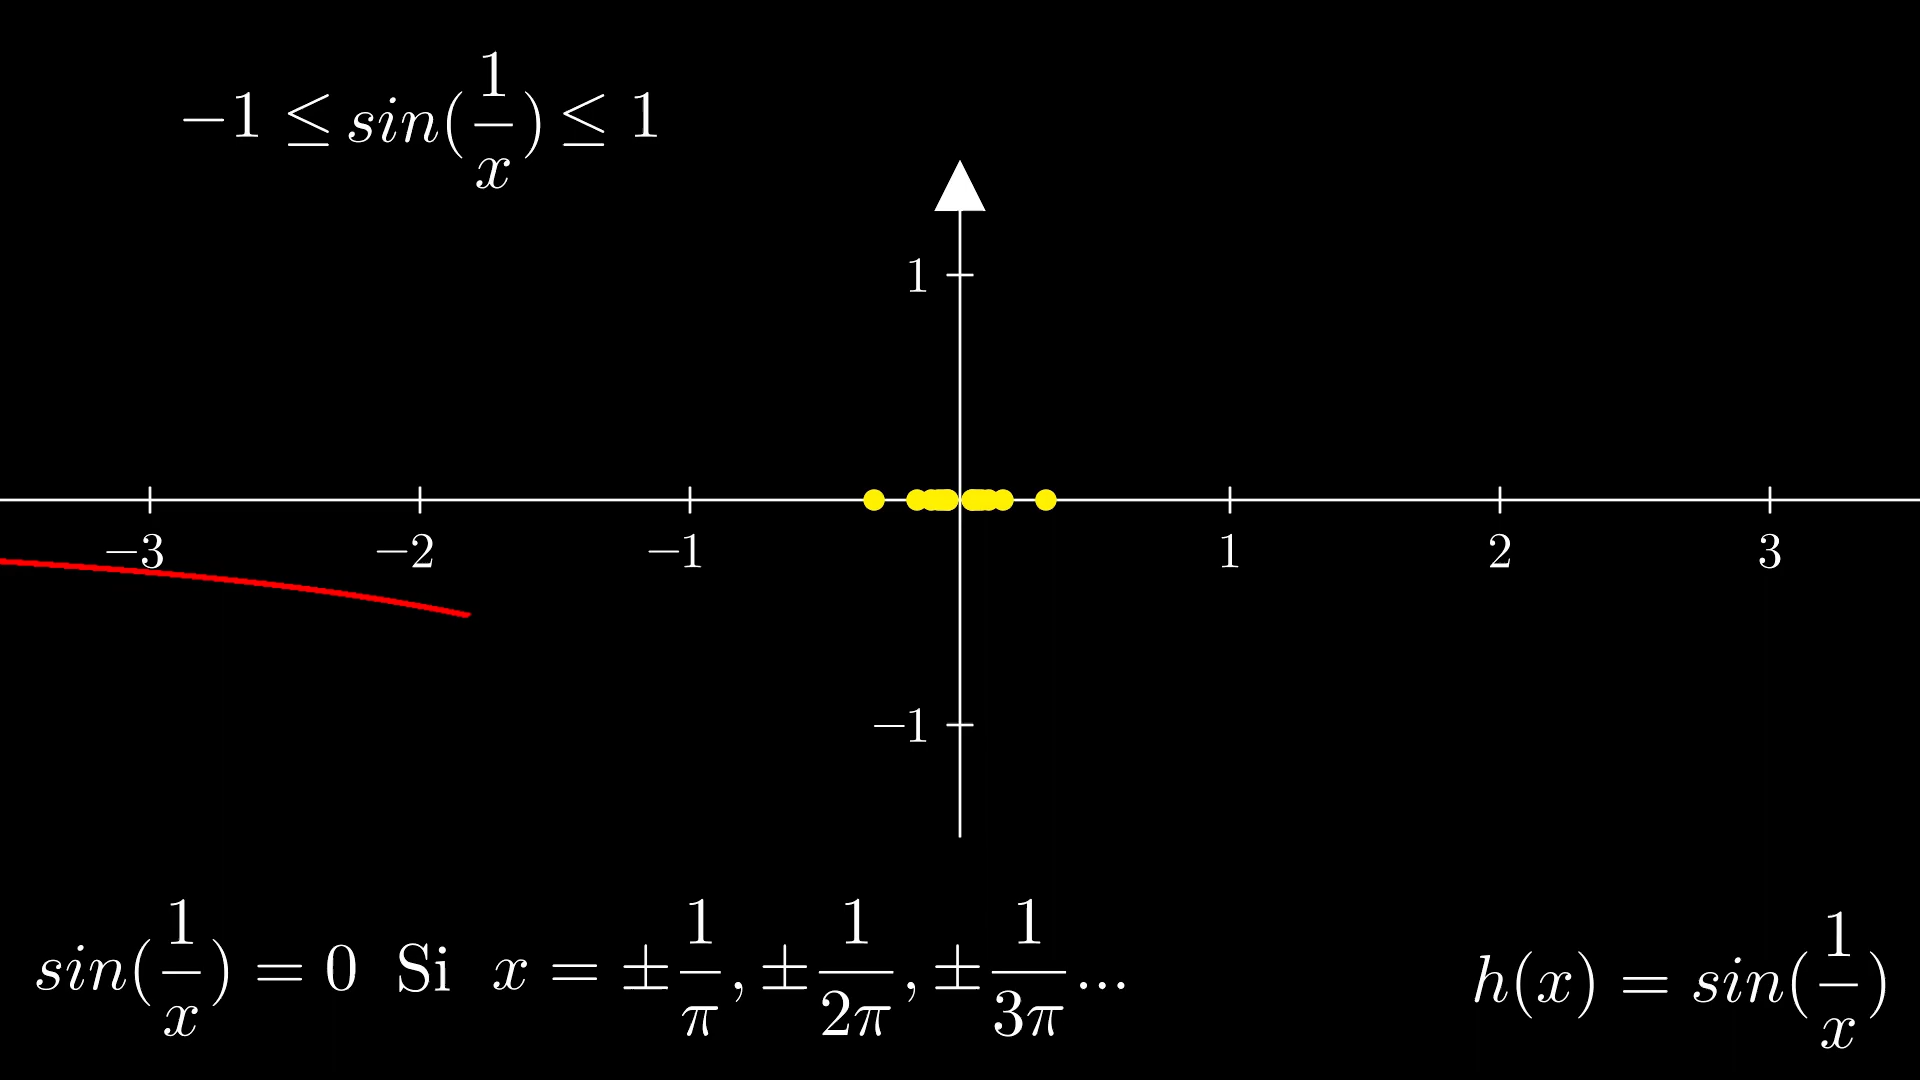 −1 ≤ sin(1/x) ≤ 1
1
−3 −2 −1 1 2 3
−1
sin(1/x) = 0 Si x = ±1/π, ±1/2π, ±1/3π...
h(x) = sin(1/x)